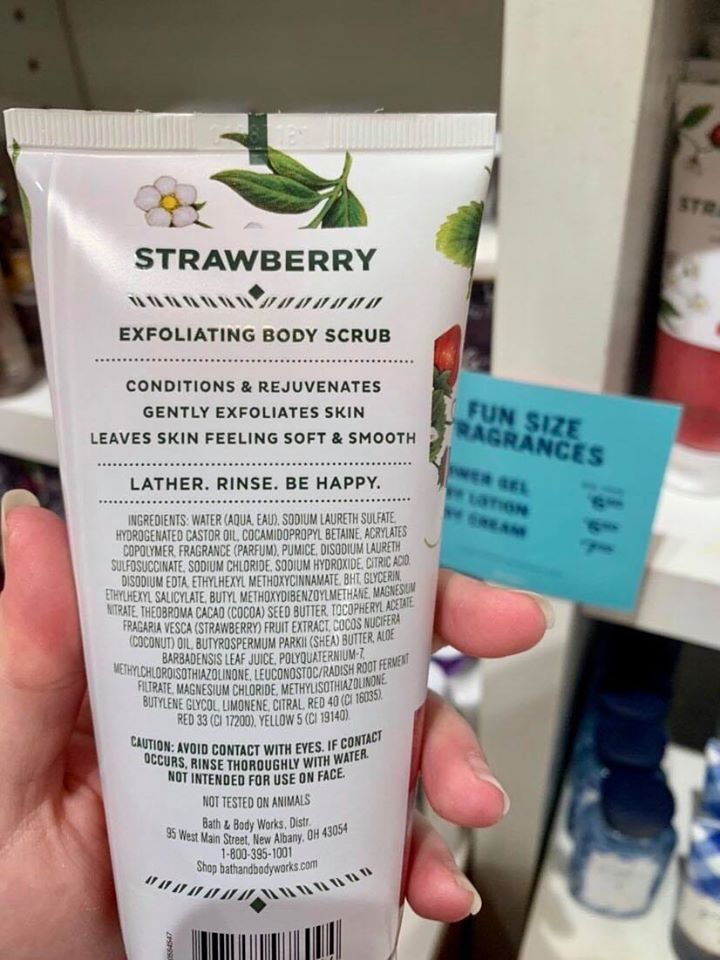 STRAWBERRY
EXFOLIATING BODY SCRUB
CONDITIONS & REJUVENATES
GENTLY EXFOLIATES SKIN
LEAVES SKIN FEELING SOFT & SMOOTH
LATHER. RINSE. BE HAPPY.
INGREDIENTS: WATER (AQUA, EAU), SODIUM LAURETH SULFATE,
HYDROGENATED CASTOR OIL, COCAMIDOPROPYL BETAINE, ACRYLATES
COPOLYMER, FRAGRANCE (PARFUM), PUMICE, DISODIUM LAURETH
SULFOSUCCINATE, SODIUM CHLORIDE, SODIUM HYDROXIDE, CITRIC ACID,
DISODIUM EDTA, ETHYLHEXYL METHOXYCINNAMATE, BHT, GLYCERIN,
ETHYLHEXYL SALICYLATE, BUTYL METHOXYDIBENZOYLMETHANE, MAGNESIUM
NITRATE, THEOBROMA CACAO (COCOA) SEED BUTTER, TOCOPHERYL ACETATE,
FRAGARIA VESCA (STRAWBERRY) FRUIT EXTRACT, COCOS NUCIFERA
(COCONUT) OIL, BUTYROSPERMUM PARKII (SHEA) BUTTER, ALOE
BARBADENSIS LEAF JUICE, POLYQUATERNIUM-7,
METHYLCHLOROISOTHIAZOLINONE, LEUCONOSTOC/RADISH ROOT FERMENT
FILTRATE, MAGNESIUM CHLORIDE, METHYLISOTHIAZOLINONE,
BUTYLENE GLYCOL, LIMONENE, CITRAL, RED 40 (CI 16035),
RED 33 (CI 17200), YELLOW 5 (CI 19140).
CAUTION: AVOID CONTACT WITH EYES. IF CONTACT
OCCURS, RINSE THOROUGHLY WITH WATER.
NOT INTENDED FOR USE ON FACE.
NOT TESTED ON ANIMALS
Bath & Body Works, Distr.
95 West Main Street, New Albany, OH 43054
1-800-395-1001
Shop bathandbodyworks.com
FUN SIZE
RAGRANCES
GEL
LOTION
CREAM
STR